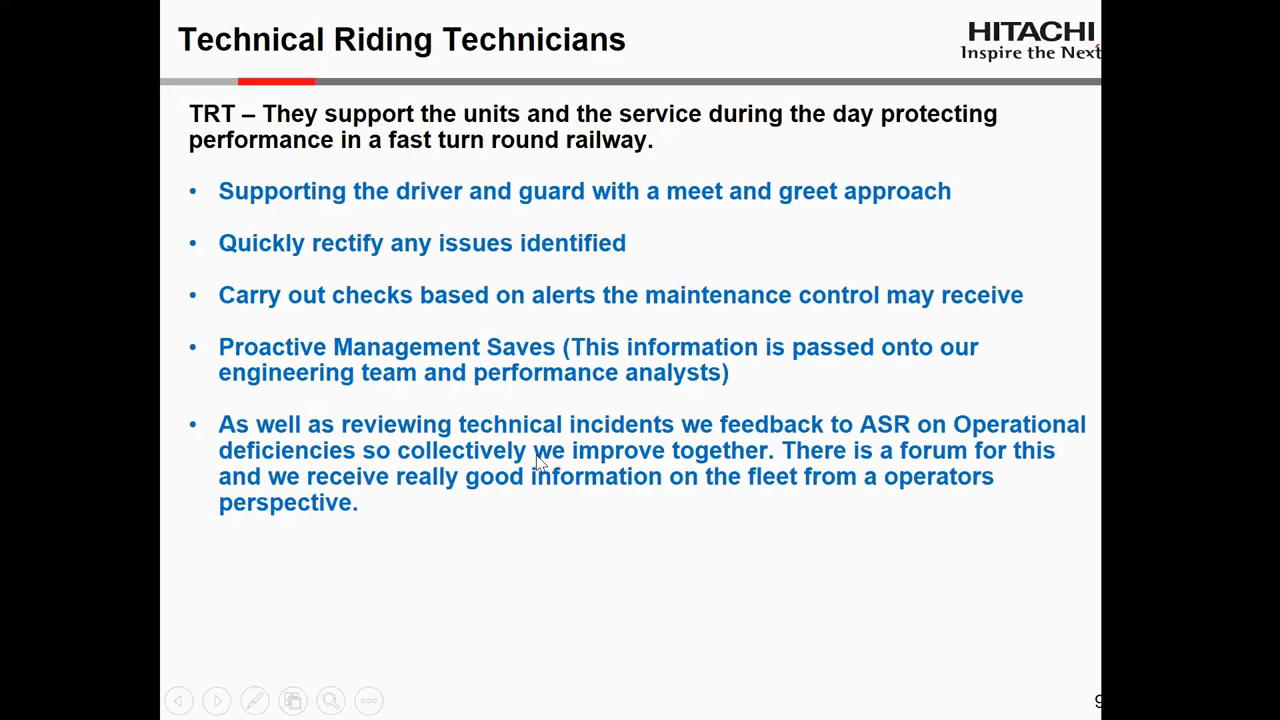 Technical Riding Technicians
HITACHI
Inspire the Next
TRT – They support the units and the service during the day protecting
performance in a fast turn round railway.
• Supporting the driver and guard with a meet and greet approach
• Quickly rectify any issues identified
• Carry out checks based on alerts the maintenance control may receive
• Proactive Management Saves (This information is passed onto our
engineering team and performance analysts)
• As well as reviewing technical incidents we feedback to ASR on Operational
deficiencies so collectively we improve together. There is a forum for this
and we receive really good information on the fleet from a operators
perspective.
9